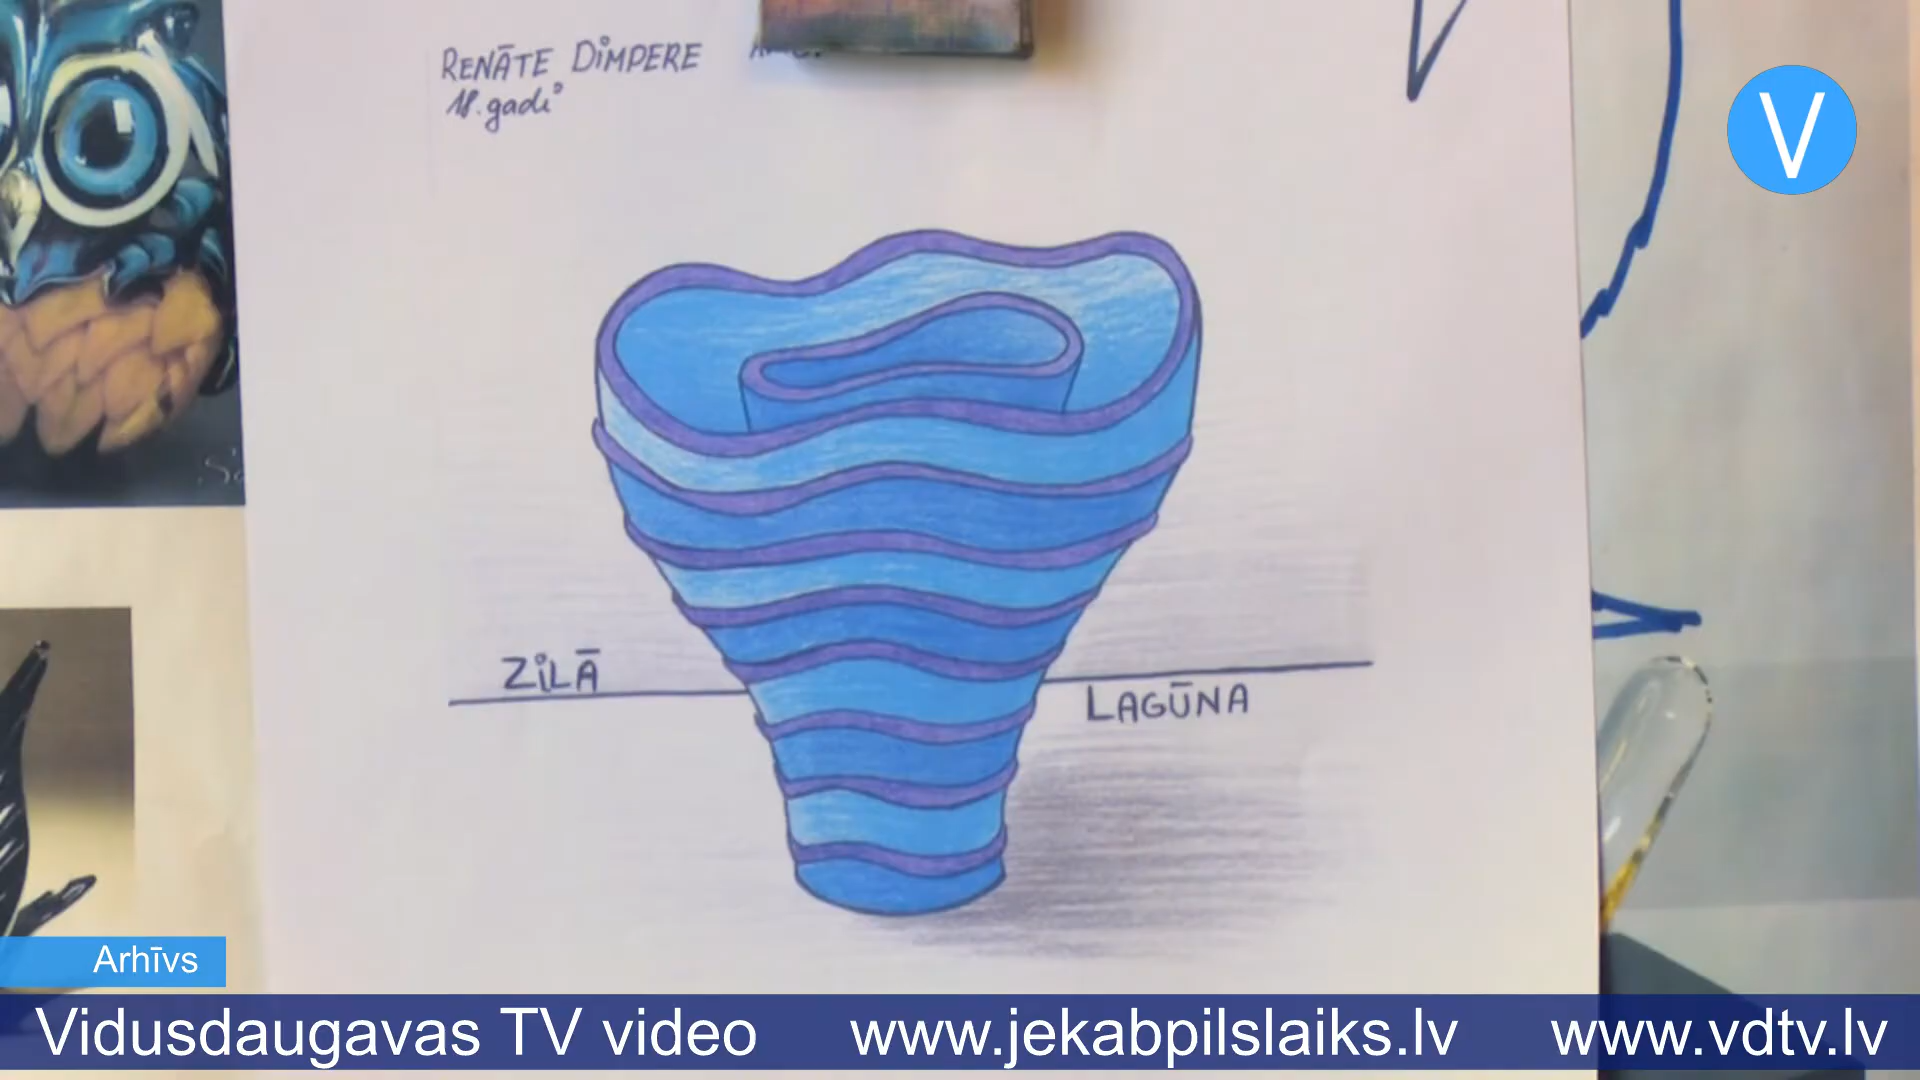 RENĀTE DIMPERE
18. gadi
V
ZILĀ
LAGŪNA
Arhīvs
Vidusdaugavas TV video www.jekabpilslaiks.lv www.vdtv.lv